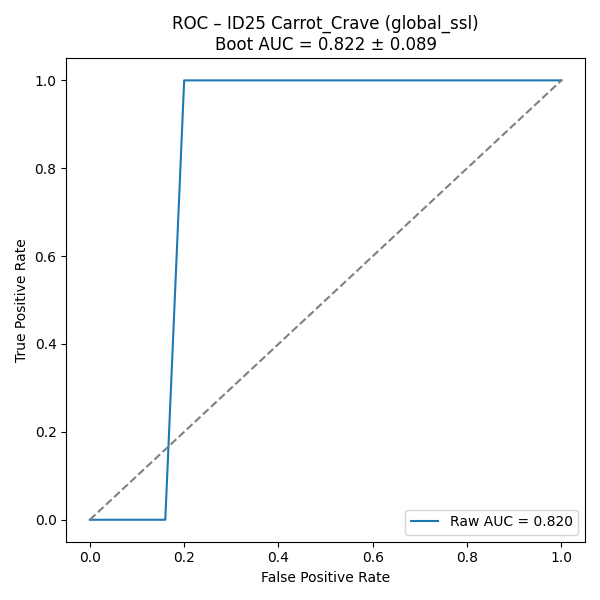 ROC – ID25 Carrot_Crave (global_ssl)
Boot AUC = 0.822 ± 0.089
True Positive Rate
1.0
0.8
0.6
0.4
0.2
0.0
Raw AUC = 0.820
0.0 0.2 0.4 0.6 0.8 1.0
False Positive Rate